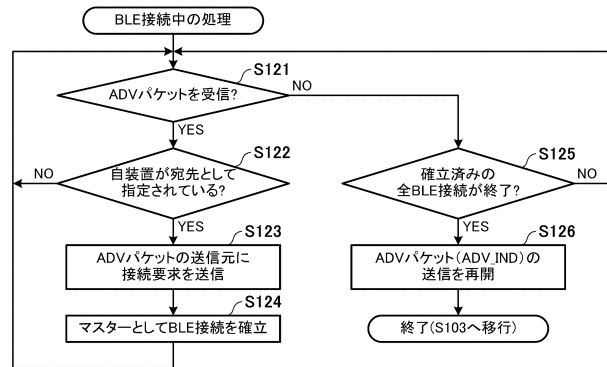 BLE接続中の処理
S121
ADVパケットを受信?
NO
YES
S122
自装置が宛先として
指定されている?
NO
YES
S123
ADVパケットの送信元に
接続要求を送信
S124
マスターとしてBLE接続を確立
S125
確立済みの
全BLE接続が終了?
NO
YES
S126
ADVパケット(ADV_IND)の
送信を再開
終了(S103へ移行)